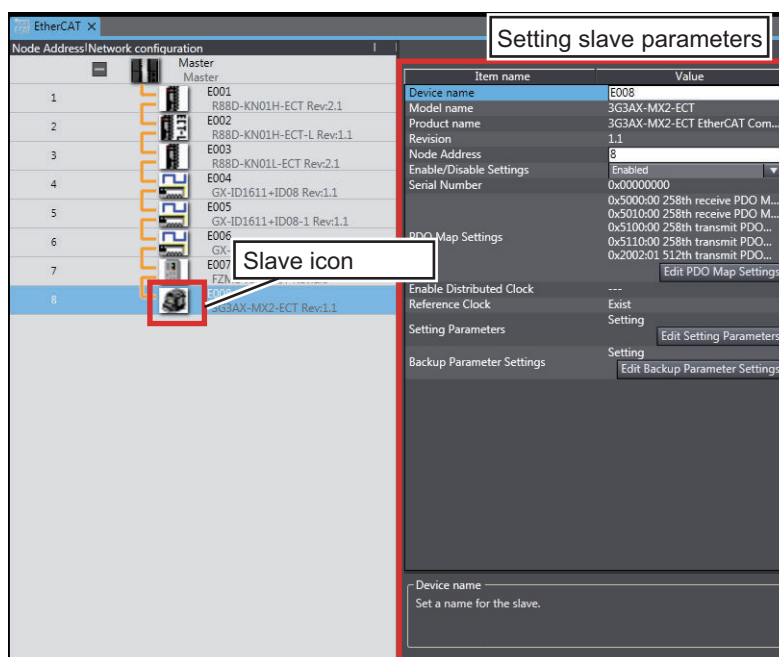 EtherCAT ×
Node Address Network configuration
Setting slave parameters
Master
Master
1
E001
R88D-KN01H-ECT Rev:2.1
2
E002
R88D-KN01H-ECT-L Rev:1.1
3
E003
R88D-KN01L-ECT Rev:2.1
4
E004
GX-ID1611+ID08 Rev:1.1
5
E005
GX-ID1611+ID08-1 Rev:1.1
6
E006
GX-
7
E007
Slave icon
8
3G3AX-MX2-ECT Rev:1.1
Item name Value
Device name E008
Model name 3G3AX-MX2-ECT
Product name 3G3AX-MX2-ECT EtherCAT Com...
Revision 1.1
Node Address 8
Enable/Disable Settings Enabled
Serial Number 0x00000000
PDO Map Settings
0x5000:00 258th receive PDO M...
0x5010:00 258th receive PDO M...
0x5100:00 258th transmit PDO...
0x5110:00 258th transmit PDO...
0x2002:01 512th transmit PDO...
Edit PDO Map Settings
Enable Distributed Clock ---
Reference Clock Exist
Setting Parameters Setting
Edit Setting Parameters
Backup Parameter Settings Setting
Edit Backup Parameter Settings
Device name
Set a name for the slave.